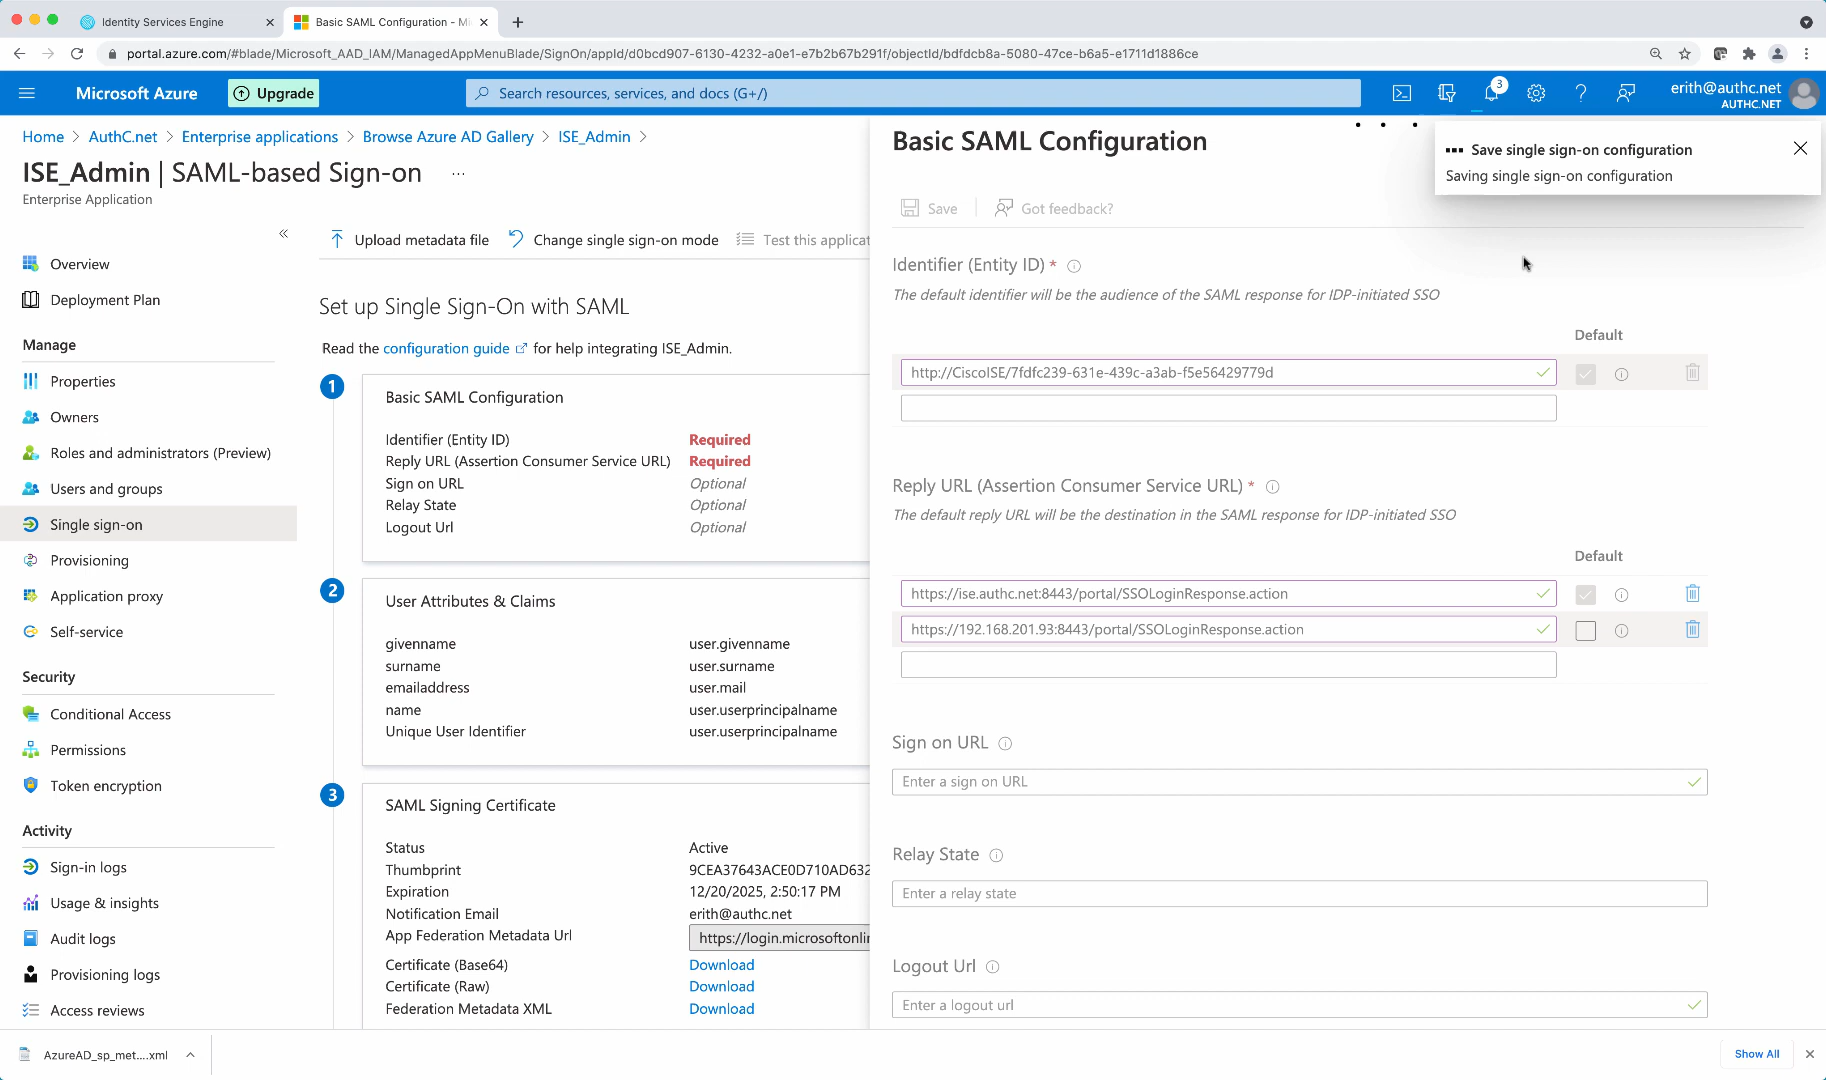 Identity Services Engine
Basic SAML Configuration - Mi
portal.azure.com/#blade/Microsoft_AAD_IAM/ManagedAppMenuBlade/SignOn/appId/d0bcd907-6130-4232-a0e1-e7b2b67b291f/objectId/bdfdcb8a-5080-47ce-b6a5-e1711d1886ce
Microsoft Azure
Upgrade
Search resources, services, and docs (G+/)
3
erith@authc.net
AUTHC.NET
Home > AuthC.net > Enterprise applications > Browse Azure AD Gallery > ISE_Admin >
ISE_Admin | SAML-based Sign-on ...
Enterprise Application
«
Overview
Deployment Plan
Manage
Properties
Owners
Roles and administrators (Preview)
Users and groups
Single sign-on
Provisioning
Application proxy
Self-service
Security
Conditional Access
Permissions
Token encryption
Activity
Sign-in logs
Usage & insights
Audit logs
Provisioning logs
Access reviews
Upload metadata file
Change single sign-on mode
Test this applicat
Set up Single Sign-On with SAML
Read the configuration guide for help integrating ISE_Admin.
1
Basic SAML Configuration
Identifier (Entity ID) Required
Reply URL (Assertion Consumer Service URL) Required
Sign on URL Optional
Relay State Optional
Logout Url Optional
2
User Attributes & Claims
givenname user.givenname
surname user.surname
emailaddress user.mail
name user.userprincipalname
Unique User Identifier user.userprincipalname
3
SAML Signing Certificate
Status Active
Thumbprint 9CEA37643ACE0D710AD632
Expiration 12/20/2025, 2:50:17 PM
Notification Email erith@authc.net
App Federation Metadata Url https://login.microsoftonlin
Certificate (Base64) Download
Certificate (Raw) Download
Federation Metadata XML Download
Basic SAML Configuration
Save single sign-on configuration
Saving single sign-on configuration
Save
Got feedback?
Identifier (Entity ID) *
The default identifier will be the audience of the SAML response for IDP-initiated SSO
Default
http://CiscoISE/7fdfc239-631e-439c-a3ab-f5e56429779d
Reply URL (Assertion Consumer Service URL) *
The default reply URL will be the destination in the SAML response for IDP-initiated SSO
Default
https://ise.authc.net:8443/portal/SSOLoginResponse.action
https://192.168.201.93:8443/portal/SSOLoginResponse.action
Sign on URL
Enter a sign on URL
Relay State
Enter a relay state
Logout Url
Enter a logout url
AzureAD_sp_met....xml
Show All